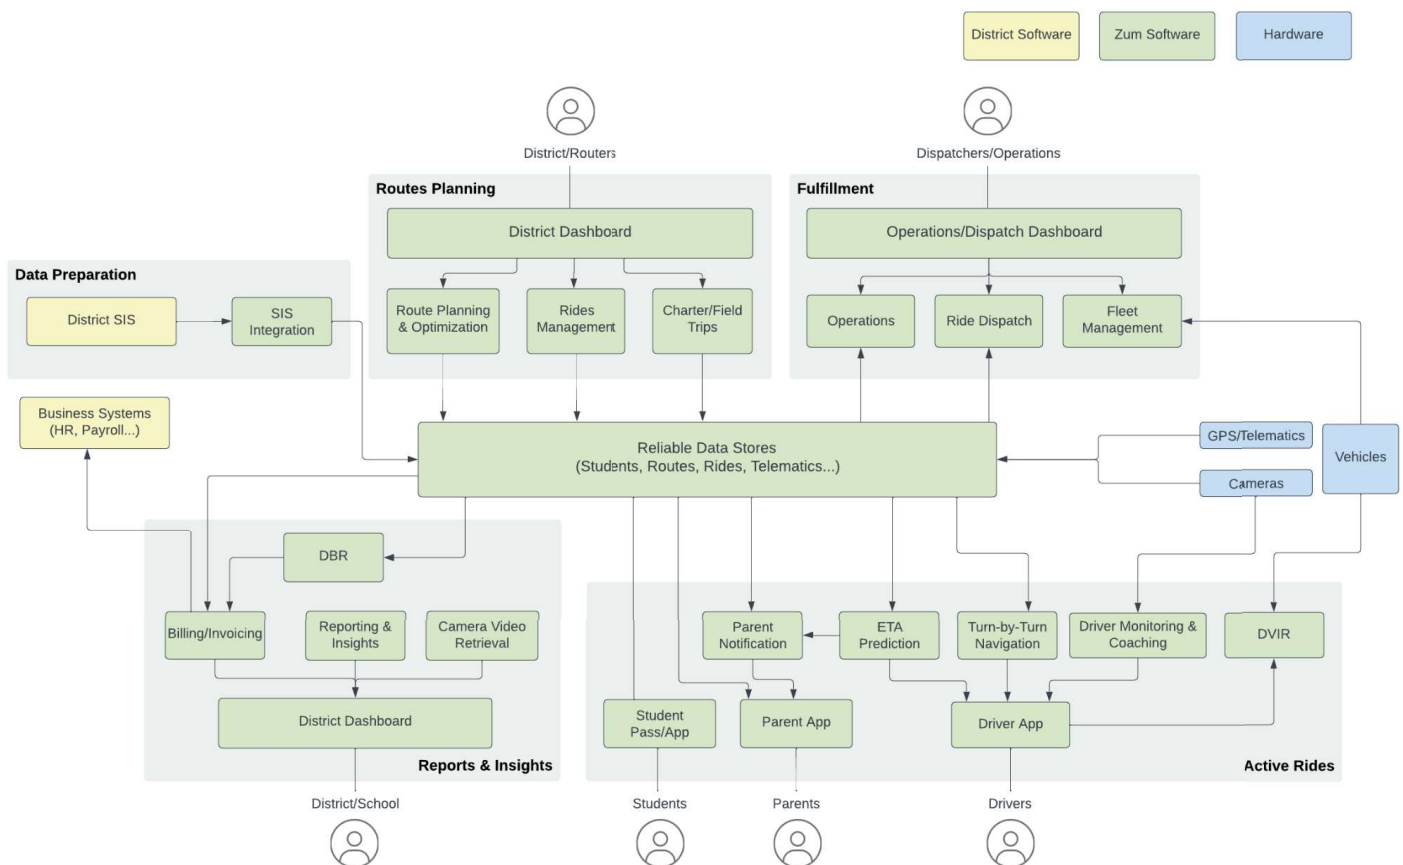 District Software
Zum Software
Hardware
District/Routers
Dispatchers/Operations
Routes Planning
District Dashboard
Route Planning
& Optimization
Rides
Management
Charter/Field
Trips
Fulfillment
Operations/Dispatch Dashboard
Operations
Ride Dispatch
Fleet
Management
Data Preparation
District SIS
SIS
Integration
Business Systems
(HR, Payroll...)
Reliable Data Stores
(Students, Routes, Rides, Telematics...)
GPS/Telematics
Cameras
Vehicles
DBR
Billing/Invoicing
Reporting &
Insights
Camera Video
Retrieval
District Dashboard
Reports & Insights
Parent
Notification
ETA
Prediction
Turn-by-Turn
Navigation
Driver Monitoring &
Coaching
DVIR
Student
Pass/App
Parent App
Driver App
Active Rides
District/School
Students
Parents
Drivers